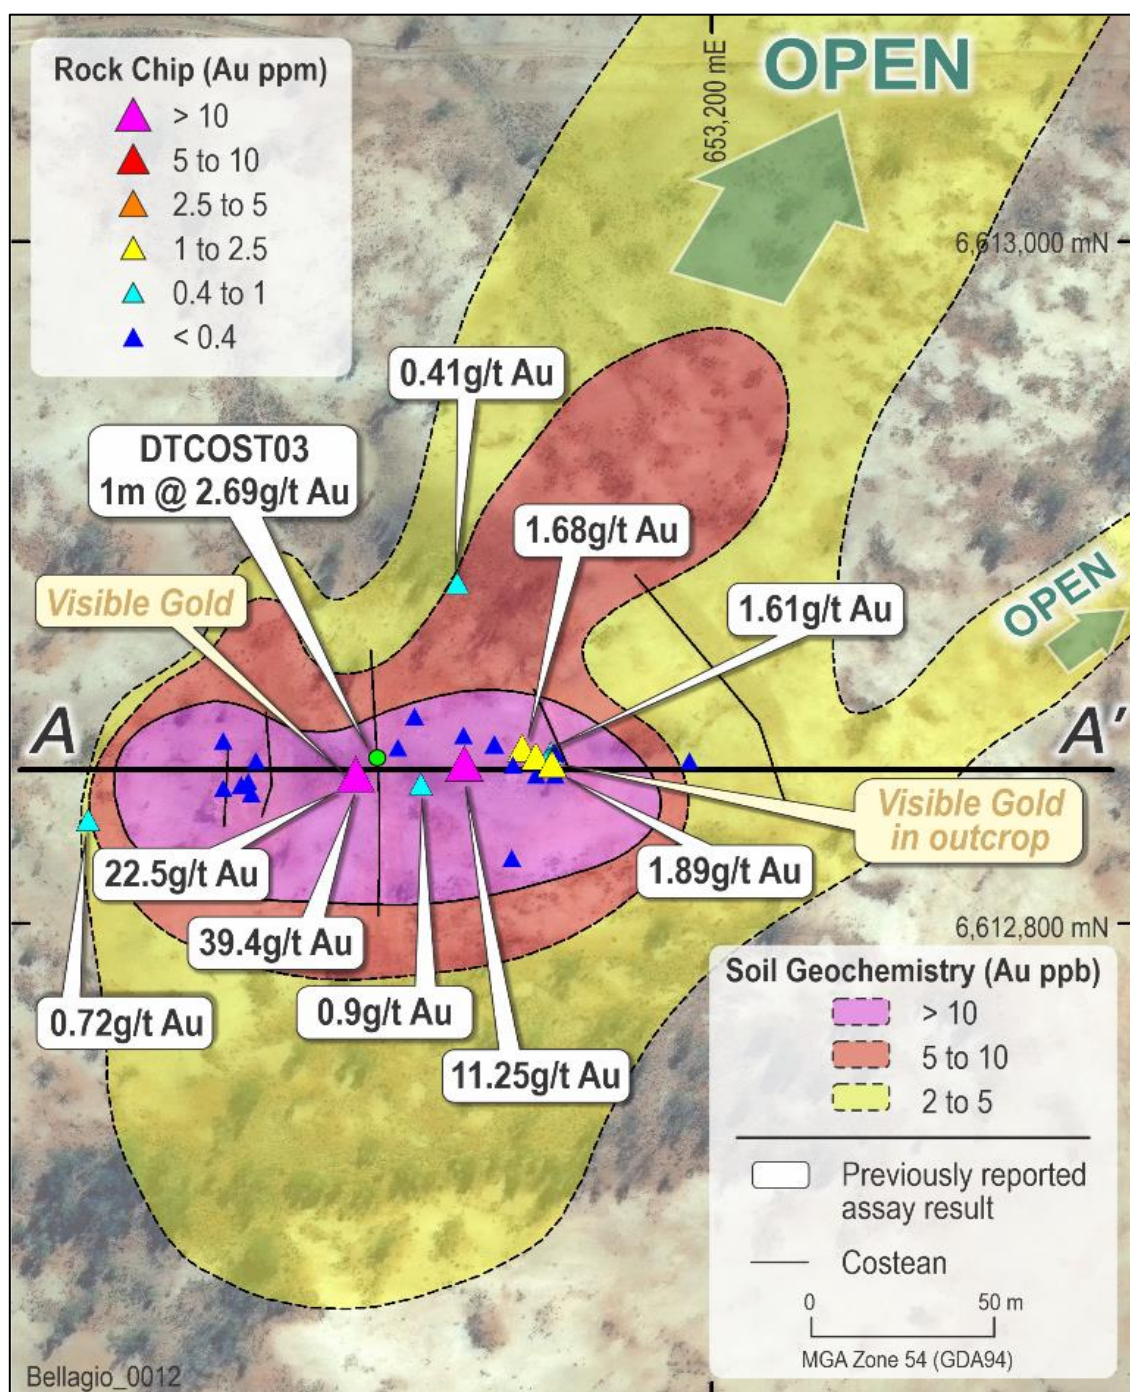 Rock Chip (Au ppm)
> 10
5 to 10
2.5 to 5
1 to 2.5
0.4 to 1
< 0.4
OPEN
653,200 mE
6,613,000 mN
0.41g/t Au
DTCOST03
1m @ 2.69g/t Au
1.68g/t Au
Visible Gold
1.61g/t Au
OPEN
A
A'
Visible Gold
in outcrop
22.5g/t Au
1.89g/t Au
39.4g/t Au
6,612,800 mN
0.72g/t Au
0.9g/t Au
11.25g/t Au
Soil Geochemistry (Au ppb)
> 10
5 to 10
2 to 5
Previously reported
assay result
Costean
0 50 m
MGA Zone 54 (GDA94)
Bellagio_0012